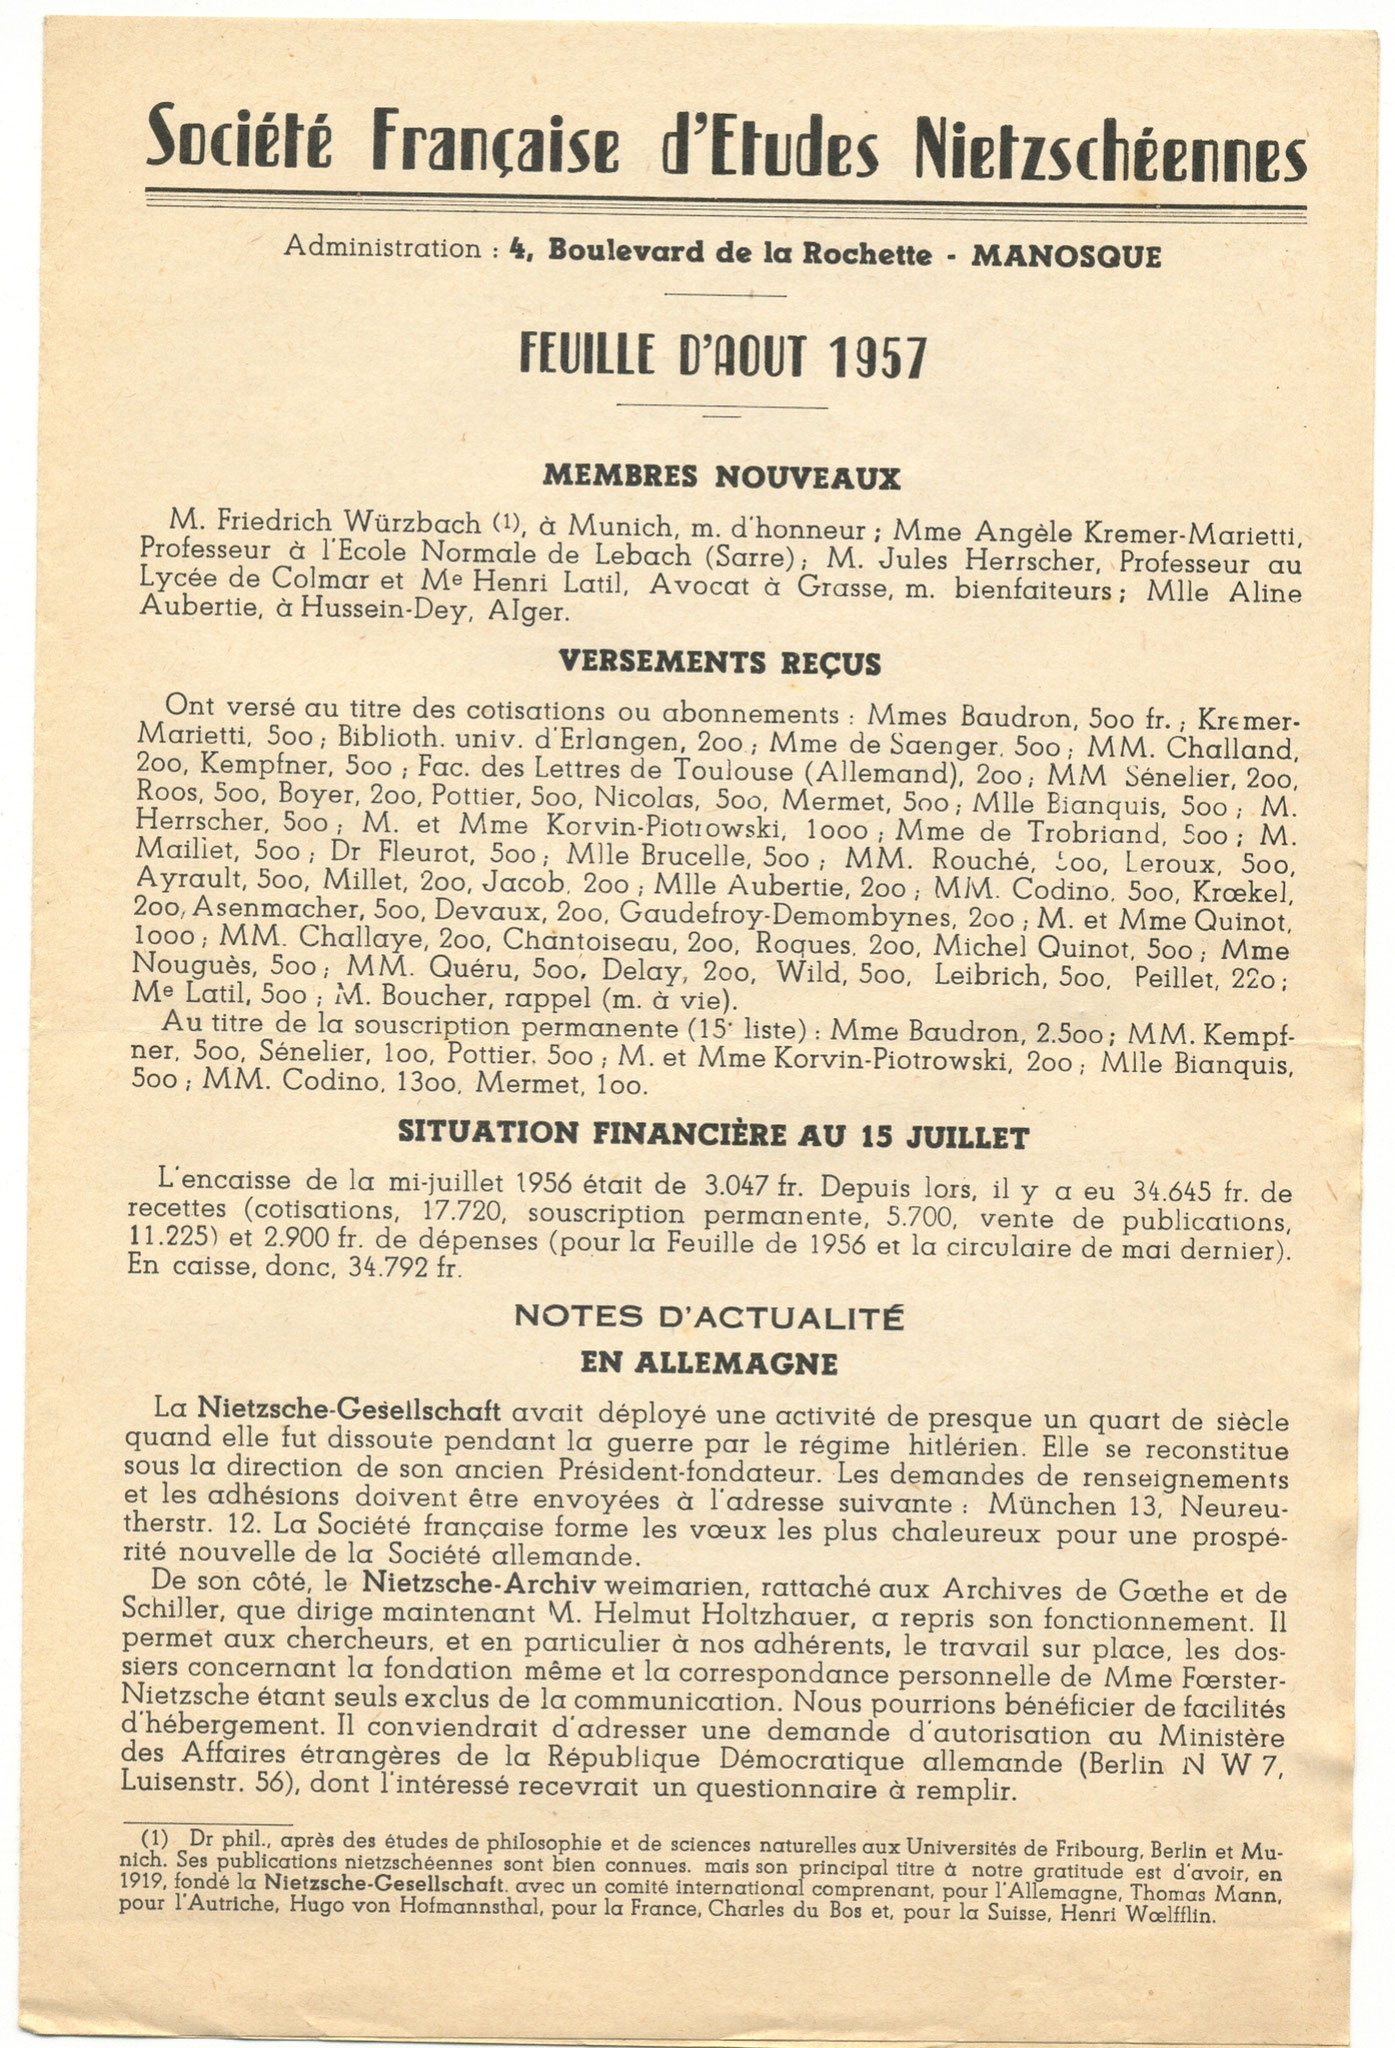 Société Française d'Etudes Nietzschéennes
Administration : 4, Boulevard de la Rochette - MANOSQUE
FEUILLE D'AOUT 1957
MEMBRES NOUVEAUX
M. Friedrich Würzbach (1), à Munich, m. d'honneur ; Mme Angèle Kremer-Marietti,
Professeur à l'Ecole Normale de Lebach (Sarre) ; M. Jules Herrscher, Professeur au
Lycée de Colmar et Me Henri Latil, Avocat à Grasse, m. bienfaiteurs ; Mlle Aline
Aubertie, à Hussein-Dey, Alger.
VERSEMENTS REÇUS
Ont versé au titre des cotisations ou abonnements : Mmes Baudron, 500 fr. ; Kremer-
Marietti, 500 ; Biblioth. univ. d'Erlangen, 200 ; Mme de Saenger, 500 ; MM. Challand,
200, Kempfner, 500 ; Fac. des Lettres de Toulouse (Allemand), 200 ; MM Sénelier, 200,
Roos, 500, Boyer, 200, Pottier, 500, Nicolas, 500, Mermet, 500 ; Mlle Bianquis, 500 ; M.
Herrscher, 500 ; M. et Mme Korvin-Piotrowski, 1000 ; Mme de Trobriand, 500 ; M.
Mailiet, 500 ; Dr Fleurot, 500 ; Mlle Brucelle, 500 ; MM. Rouché, 500, Leroux, 500,
Ayrault, 500, Millet, 200, Jacob, 200 ; Mlle Aubertie, 200 ; MM. Codino, 500, Krœkel,
200, Asenmacher, 500, Devaux, 200, Gaudefroy-Demombynes, 200 ; M. et Mme Quinot,
1000 ; MM. Challaye, 200, Chantoiseau, 200, Roques, 200, Michel Quinot, 500 ; Mme
Nouguès, 500 ; MM. Quéru, 500, Delay, 200, Wild, 500, Leibrich, 500, Peillet, 220 ;
Me Latil, 500 ; M. Boucher, rappel (m. à vie).
Au titre de la souscription permanente (15e liste) : Mme Baudron, 2.500 ; MM. Kempf-
ner, 500, Sénelier, 100, Pottier, 500 ; M. et Mme Korvin-Piotrowski, 200 ; Mlle Bianquis,
500 ; MM. Codino, 1300, Mermet, 100.
SITUATION FINANCIÈRE AU 15 JUILLET
L'encaisse de la mi-juillet 1956 était de 3.047 fr. Depuis lors, il y a eu 34.645 fr. de
recettes (cotisations, 17.720, souscription permanente, 5.700, vente de publications,
11.225) et 2.900 fr. de dépenses (pour la Feuille de 1956 et la circulaire de mai dernier).
En caisse, donc, 34.792 fr.
NOTES D'ACTUALITÉ
EN ALLEMAGNE
La Nietzsche-Gesellschaft avait déployé une activité de presque un quart de siècle
quand elle fut dissoute pendant la guerre par le régime hitlérien. Elle se reconstitue
sous la direction de son ancien Président-fondateur. Les demandes de renseignements
et les adhésions doivent être envoyées à l'adresse suivante : München 13, Neureu-
therstr. 12. La Société française forme les vœux les plus chaleureux pour une prospé-
rité nouvelle de la Société allemande.
De son côté, le Nietzsche-Archiv weimarien, rattaché aux Archives de Gœthe et de
Schiller, que dirige maintenant M. Helmut Holtzhauer, a repris son fonctionnement. Il
permet aux chercheurs, et en particulier à nos adhérents, le travail sur place, les dos-
siers concernant la fondation même et la correspondance personnelle de Mme Fœrster-
Nietzsche étant seuls exclus de la communication. Nous pourrions bénéficier de facilités
d'hébergement. Il conviendrait d'adresser une demande d'autorisation au Ministère
des Affaires étrangères de la République Démocratique allemande (Berlin N W 7,
Luisenstr. 56), dont l'intéressé recevrait un questionnaire à remplir.
(1) Dr phil., après des études de philosophie et de sciences naturelles aux Universités de Fribourg, Berlin et Mu-
nich. Ses publications nietzschéennes sont bien connues. mais son principal titre à notre gratitude est d'avoir, en
1919, fondé la Nietzsche-Gesellschaft. avec un comité international comprenant, pour l'Allemagne, Thomas Mann,
pour l'Autriche, Hugo von Hofmannsthal, pour la France, Charles du Bos et, pour la Suisse, Henri Wœlfflin.